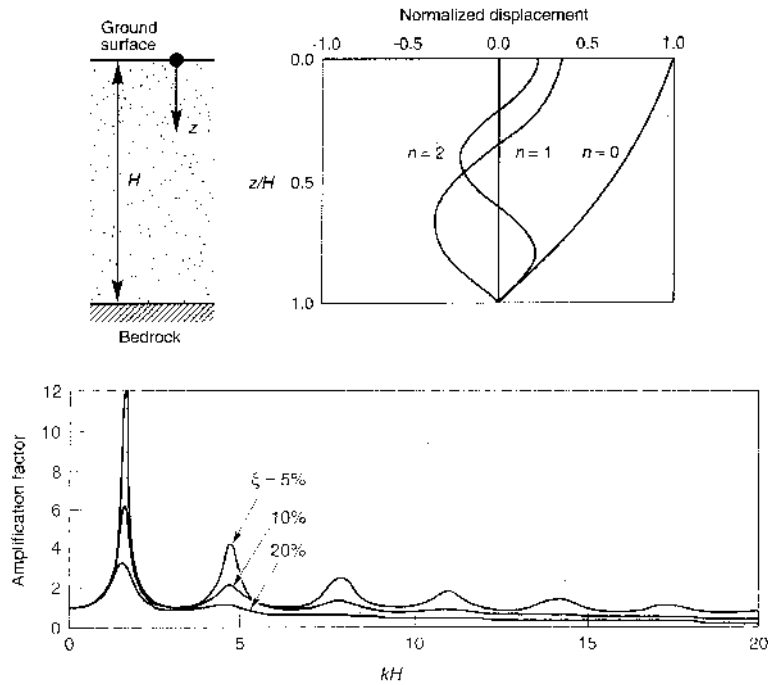 Ground
surface
z
H
Bedrock
Normalized displacement
-1.0 -0.5 0.0 0.5 1.0
0.0
0.5
1.0
z/H
n = 2 n = 1 n = 0
Amplification factor
12
10
8
6
4
2
0
ξ = 5%
10%
20%
0 5 10 15 20
kH